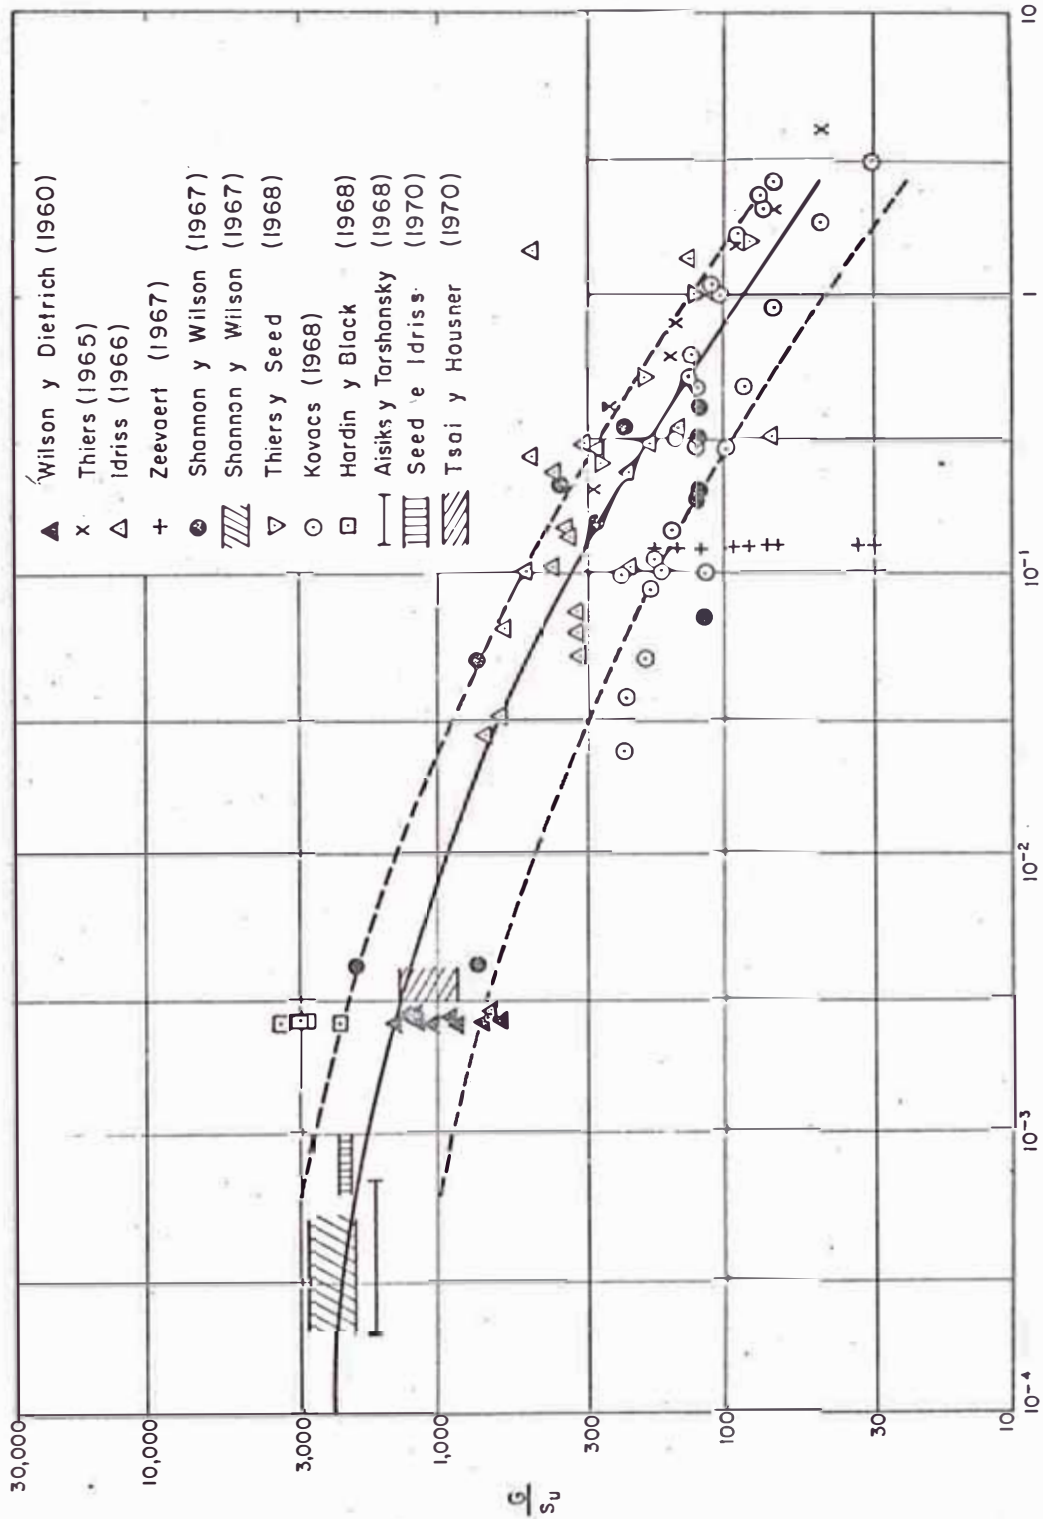 Wilson y Dietrich (1960)
Thiers (1965)
Idriss (1966)
Zeevaert (1967)
Shannon y Wilson (1967)
Shannon y Wilson (1967)
Thiers y Seed (1968)
Kovacs (1968)
Hardin y Black (1968)
Aisiks y Tarshansky (1968)
Seed e Idriss (1970)
Tsai y Housner (1970)
30,000
10,000
3,000
1,000
300
100
30
10
G
Su
10-4
10-3
10-2
10-1
1
10